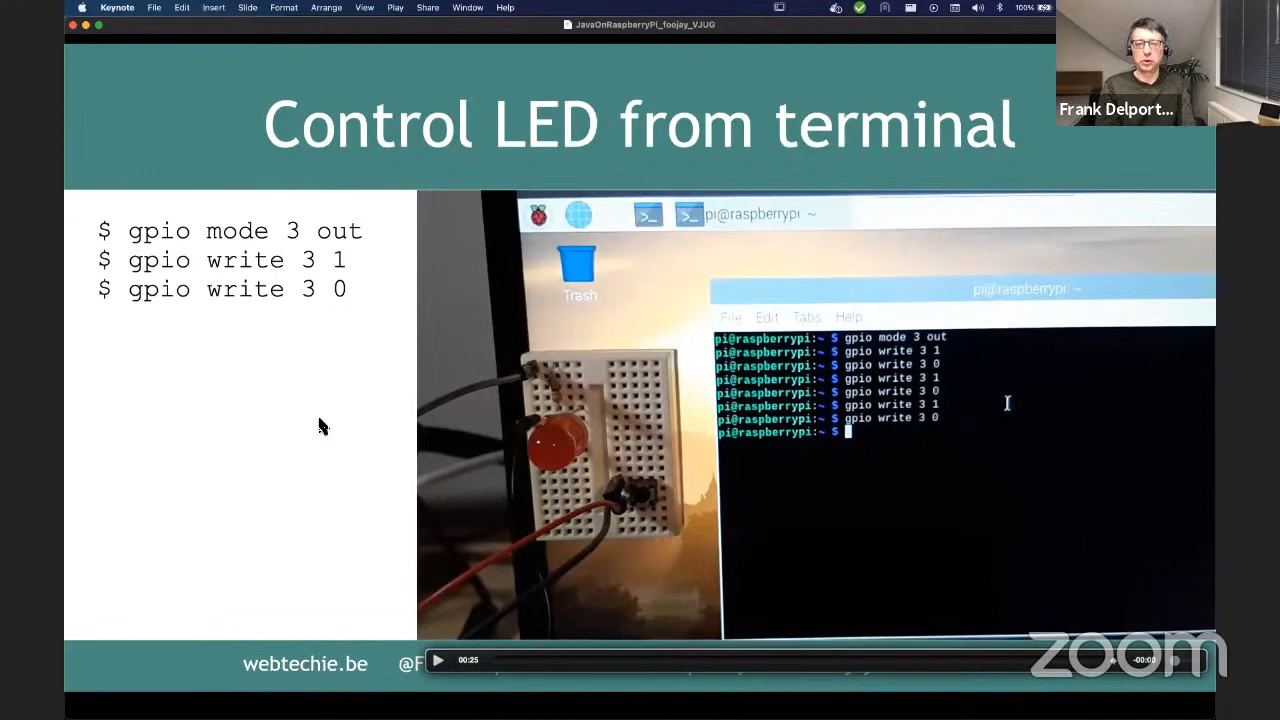 Keynote File Edit Insert Slide Format Arrange View Play Share Window Help
100%
JavaOnRaspberryPi_foojay_VJUG
Frank Delport...
Control LED from terminal
$ gpio mode 3 out
$ gpio write 3 1
$ gpio write 3 0
pi@raspberrypi: ~
Trash
pi@raspberrypi: ~
File Edit Tabs Help
pi@raspberrypi:~ $ gpio mode 3 out
pi@raspberrypi:~ $ gpio write 3 1
pi@raspberrypi:~ $ gpio write 3 0
pi@raspberrypi:~ $ gpio write 3 1
pi@raspberrypi:~ $ gpio write 3 0
pi@raspberrypi:~ $ gpio write 3 1
pi@raspberrypi:~ $ gpio write 3 0
pi@raspberrypi:~ $
webtechie.be @F
00:25
-00:00
zoom